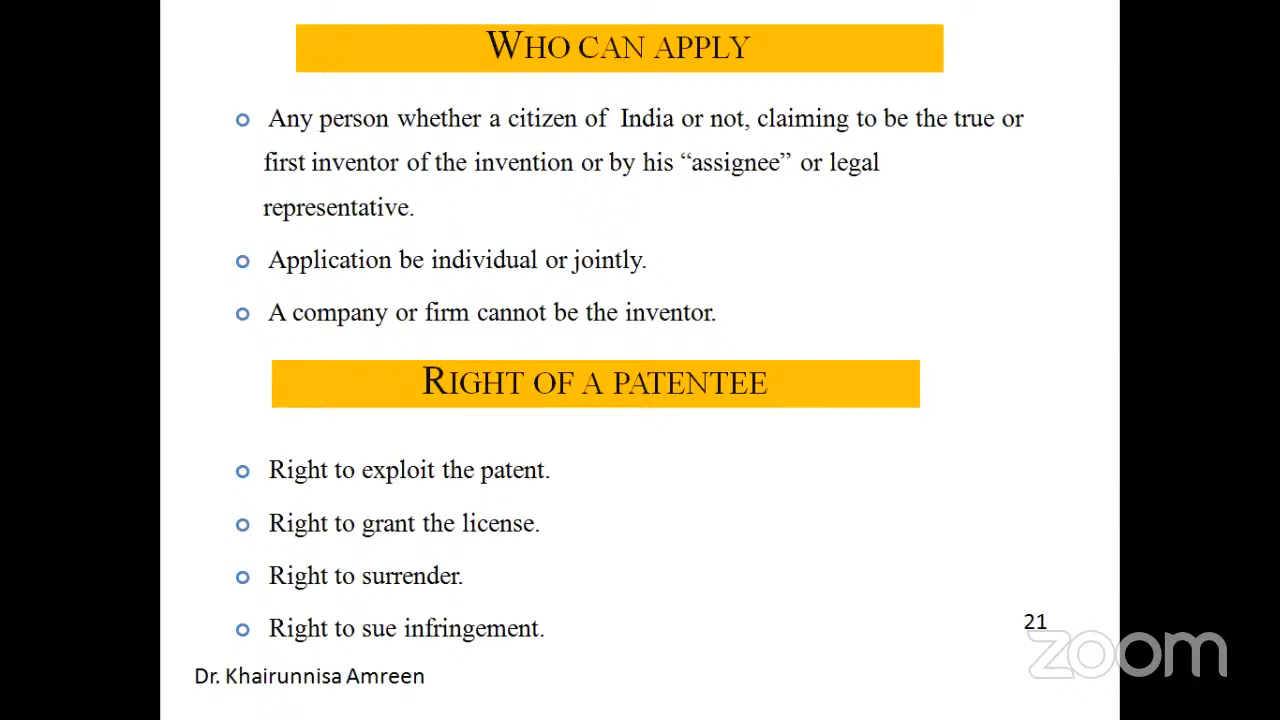 WHO CAN APPLY
Any person whether a citizen of India or not, claiming to be the true or
first inventor of the invention or by his “assignee” or legal
representative.
Application be individual or jointly.
A company or firm cannot be the inventor.
RIGHT OF A PATENTEE
Right to exploit the patent.
Right to grant the license.
Right to surrender.
Right to sue infringement.
21
zoom
Dr. Khairunnisa Amreen